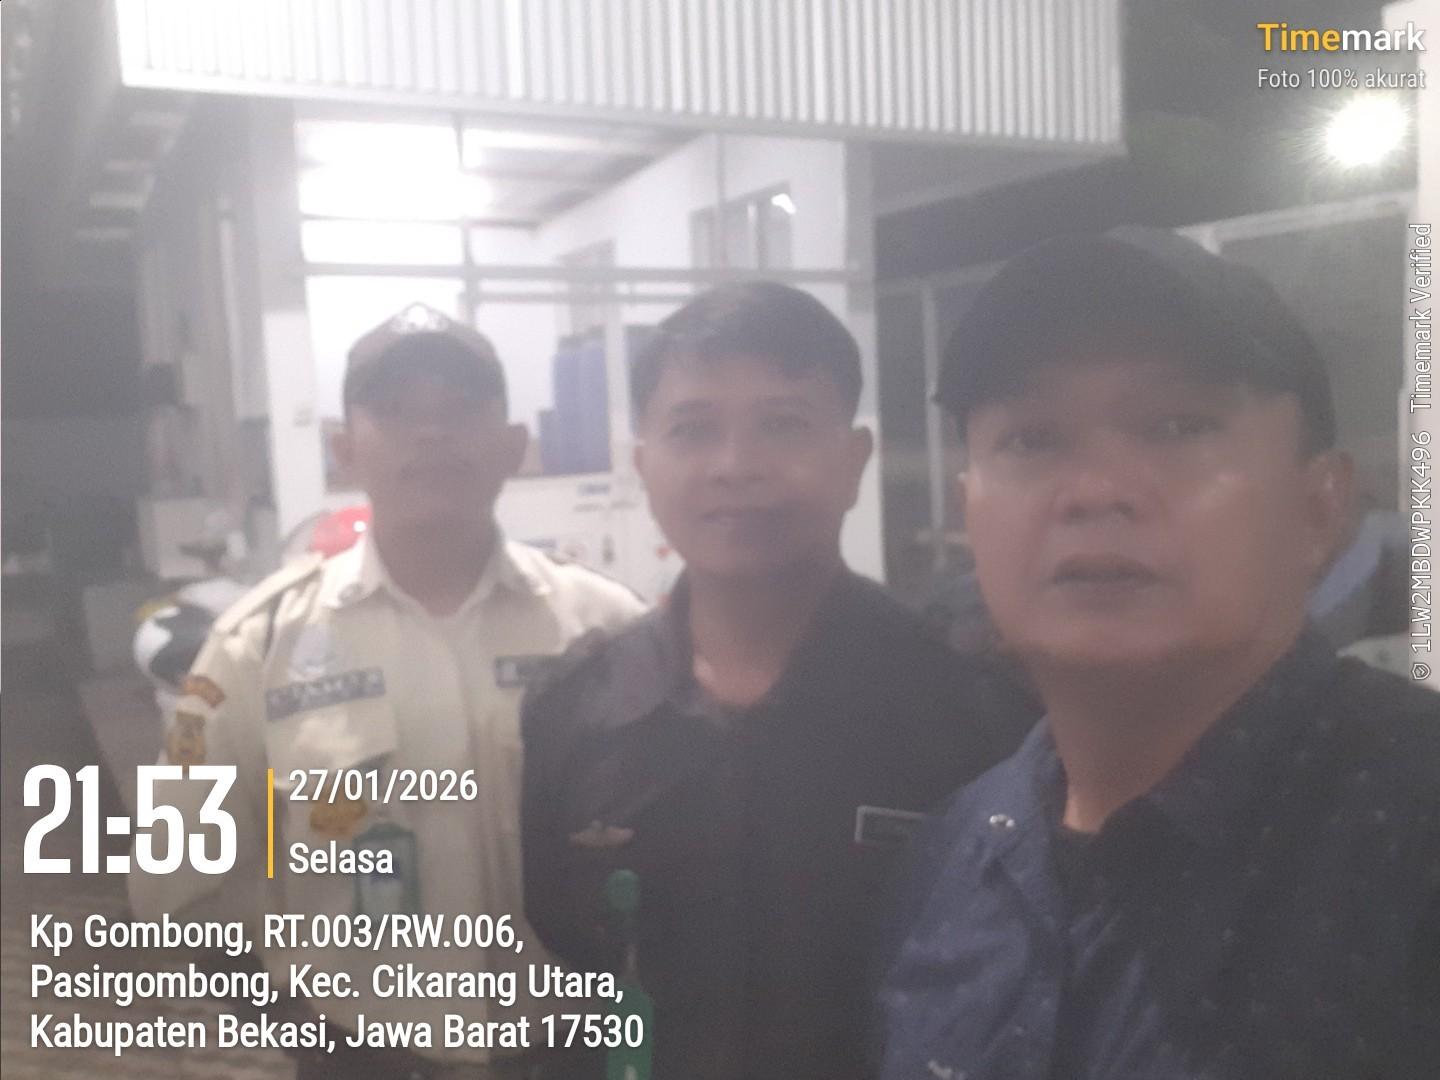 Timemark
Foto 100% akurat
© 1LW2MBDWPKK496 Timemark Verified
21:53
27/01/2026
Selasa
Kp Gombong, RT.003/RW.006,
Pasirgombong, Kec. Cikarang Utara,
Kabupaten Bekasi, Jawa Barat 17530